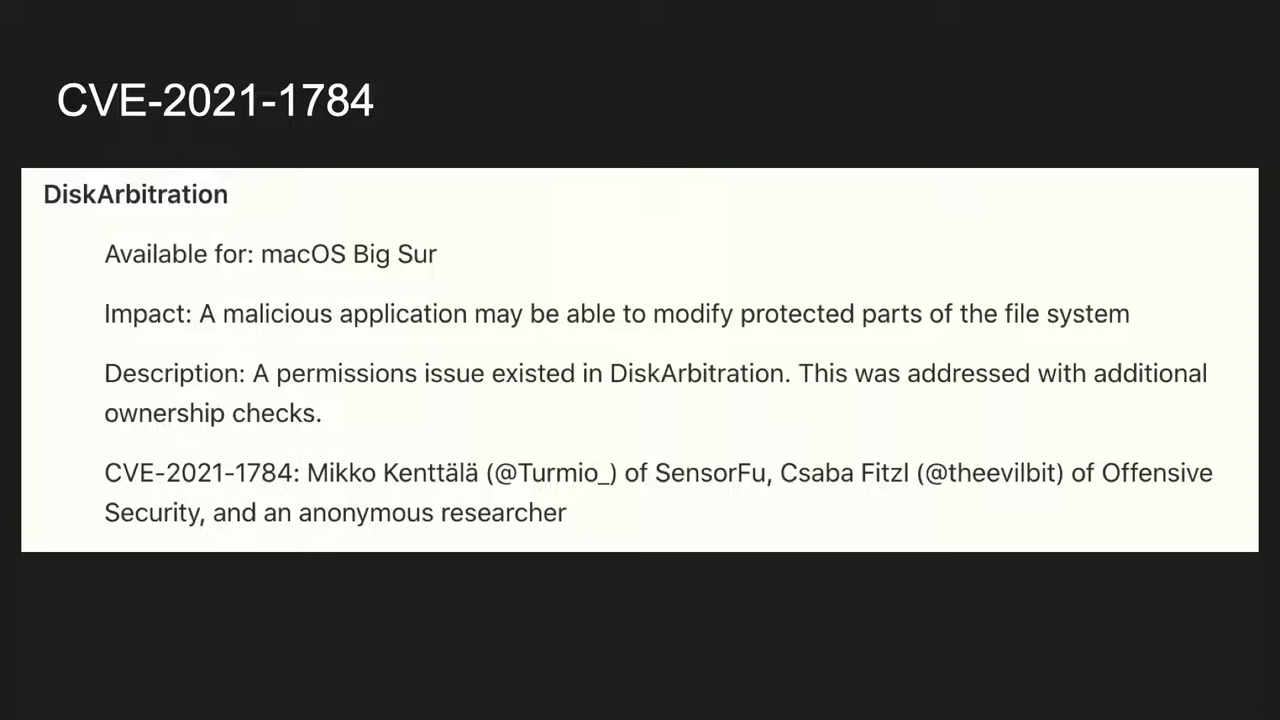 CVE-2021-1784
DiskArbitration
Available for: macOS Big Sur
Impact: A malicious application may be able to modify protected parts of the file system
Description: A permissions issue existed in DiskArbitration. This was addressed with additional
ownership checks.
CVE-2021-1784: Mikko Kenttälä (@Turmio_) of SensorFu, Csaba Fitzl (@theevilbit) of Offensive
Security, and an anonymous researcher